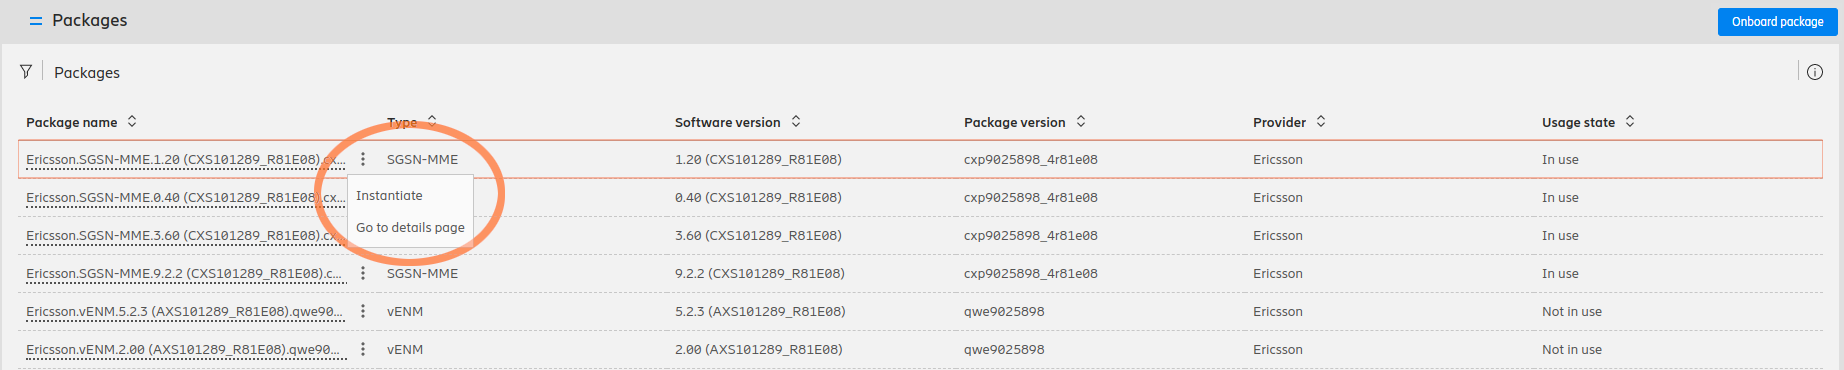 Packages
Onboard package
Packages
Package name Type Software version Package version Provider Usage state
Ericsson.SGSN-MME.1.20 (CXS101289_R81E08).cx... SGSN-MME 1.20 (CXS101289_R81E08) cxp9025898_4r81e08 Ericsson In use
Instantiate
Ericsson.SGSN-MME.0.40 (CXS101289_R81E08).cx... 0.40 (CXS101289_R81E08) cxp9025898_4r81e08 Ericsson In use
Go to details page
Ericsson.SGSN-MME.3.60 (CXS101289_R81E08).cx... 3.60 (CXS101289_R81E08) cxp9025898_4r81e08 Ericsson In use
Ericsson.SGSN-MME.9.2.2 (CXS101289_R81E08).c... SGSN-MME 9.2.2 (CXS101289_R81E08) cxp9025898_4r81e08 Ericsson In use
Ericsson.vENM.5.2.3 (AXS101289_R81E08).qwe90... vENM 5.2.3 (AXS101289_R81E08) qwe9025898 Ericsson Not in use
Ericsson.vENM.2.00 (AXS101289_R81E08).qwe90... vENM 2.00 (AXS101289_R81E08) qwe9025898 Ericsson Not in use